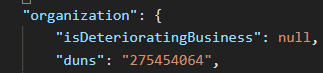 "organization": {
"isDeterioratingBusiness": null,
"duns": "275454064",